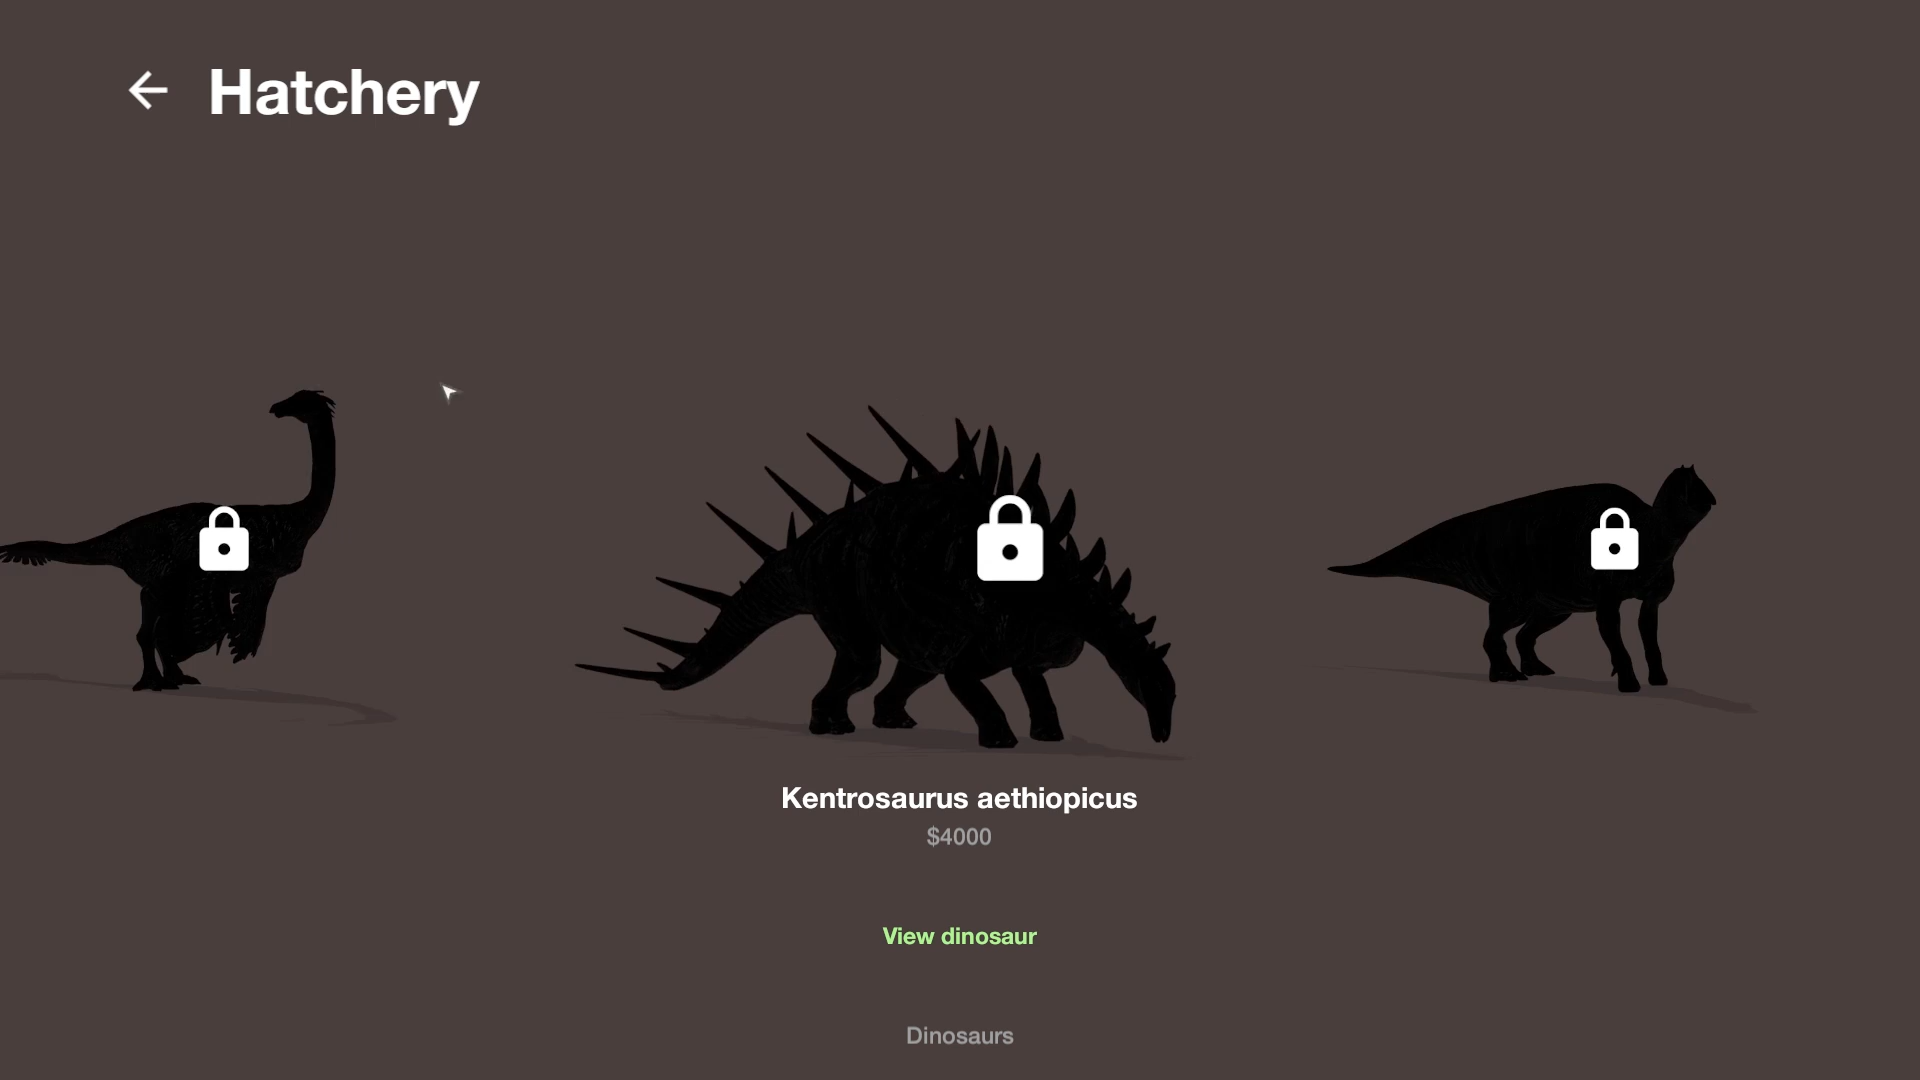 Hatchery
Kentrosaurus aethiopicus
$4000
View dinosaur
Dinosaurs